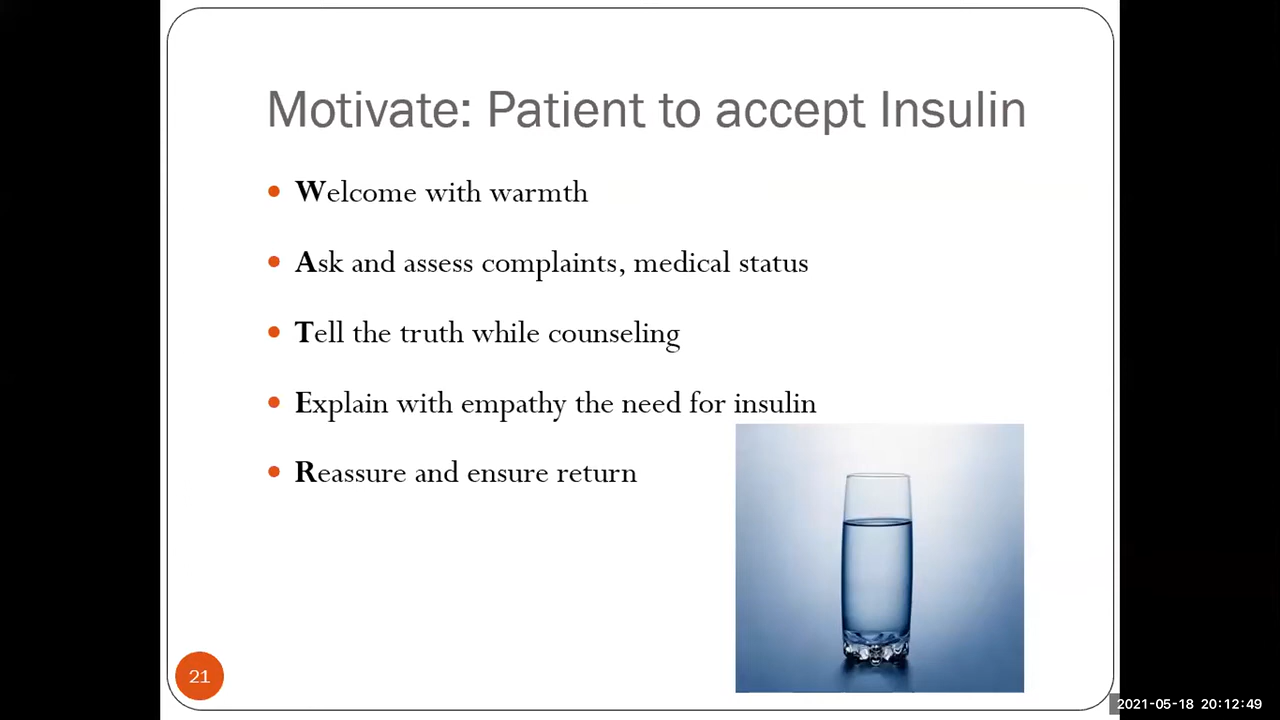 Motivate: Patient to accept Insulin
Welcome with warmth
Ask and assess complaints, medical status
Tell the truth while counseling
Explain with empathy the need for insulin
Reassure and ensure return
21
2021-05-18 20:12:49